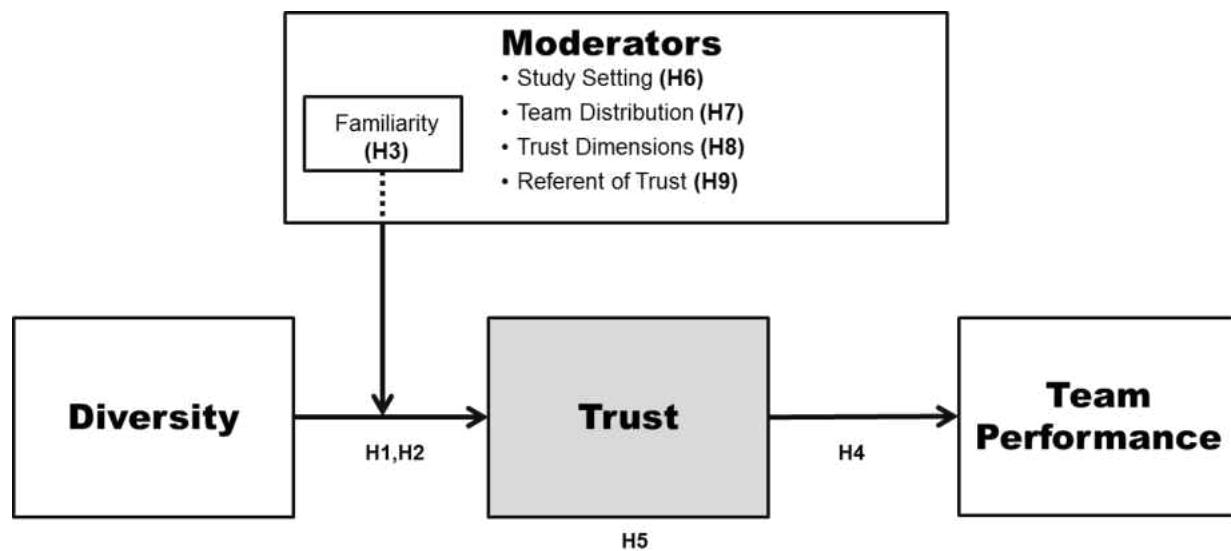 Moderators
• Study Setting (H6)
• Team Distribution (H7)
• Trust Dimensions (H8)
• Referent of Trust (H9)
Familiarity
(H3)
Diversity
H1,H2
Trust
H5
H4
Team
Performance